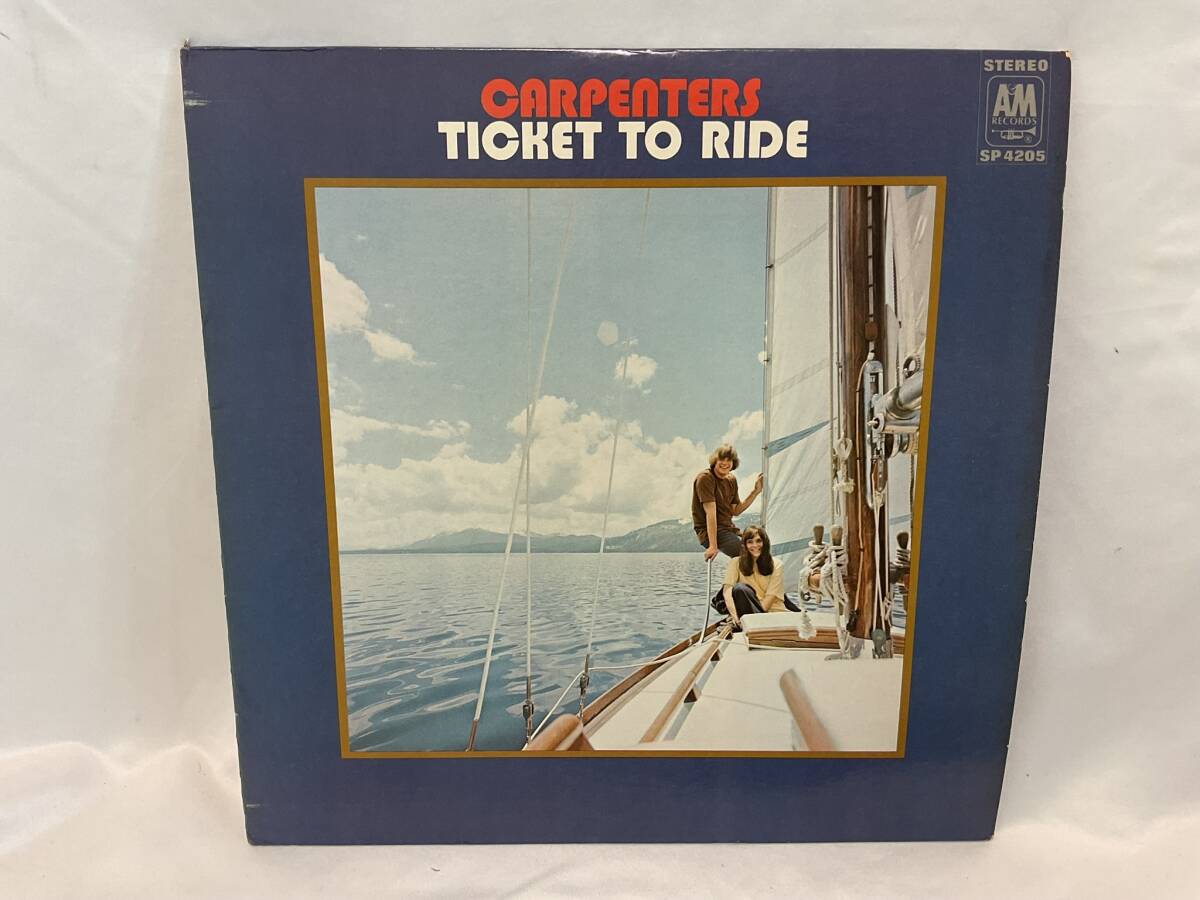 CARPENTERS
TICKET TO RIDE
STEREO
A&M
RECORDS
SP 4205